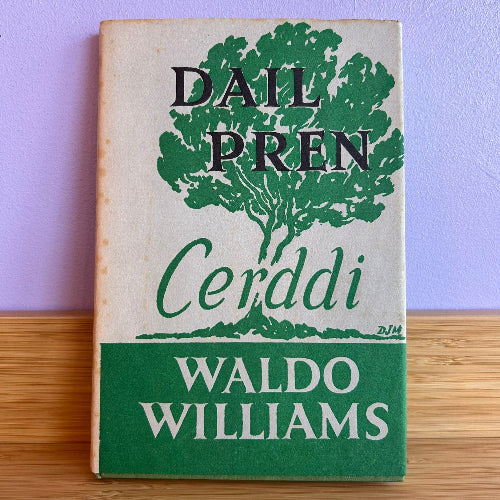 DAIL
PREN
Cerddi
DJM
WALDO
WILLIAMS